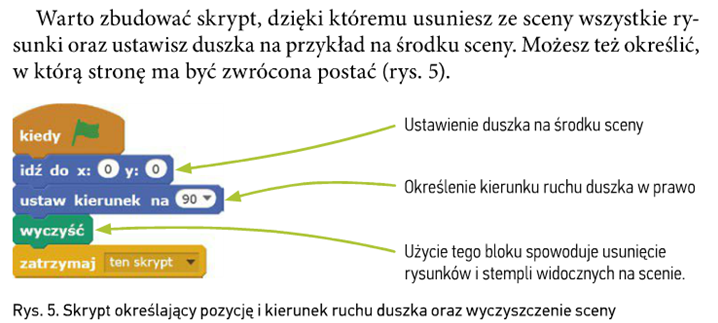 Warto zbudować skrypt, dzięki któremu usuniesz ze sceny wszystkie ry-
sunki oraz ustawisz duszka na przykład na środku sceny. Możesz też określić,
w którą stronę ma być zwrócona postać (rys. 5).
kiedy
Ustawienie duszka na środku sceny
idź do x: 0 y: 0
ustaw kierunek na 90
Określenie kierunku ruchu duszka w prawo
wyczyść
Użycie tego bloku spowoduje usunięcie
rysunków i stempli widocznych na scenie.
zatrzymaj ten skrypt
Rys. 5. Skrypt określający pozycję i kierunek ruchu duszka oraz wyczyszczenie sceny